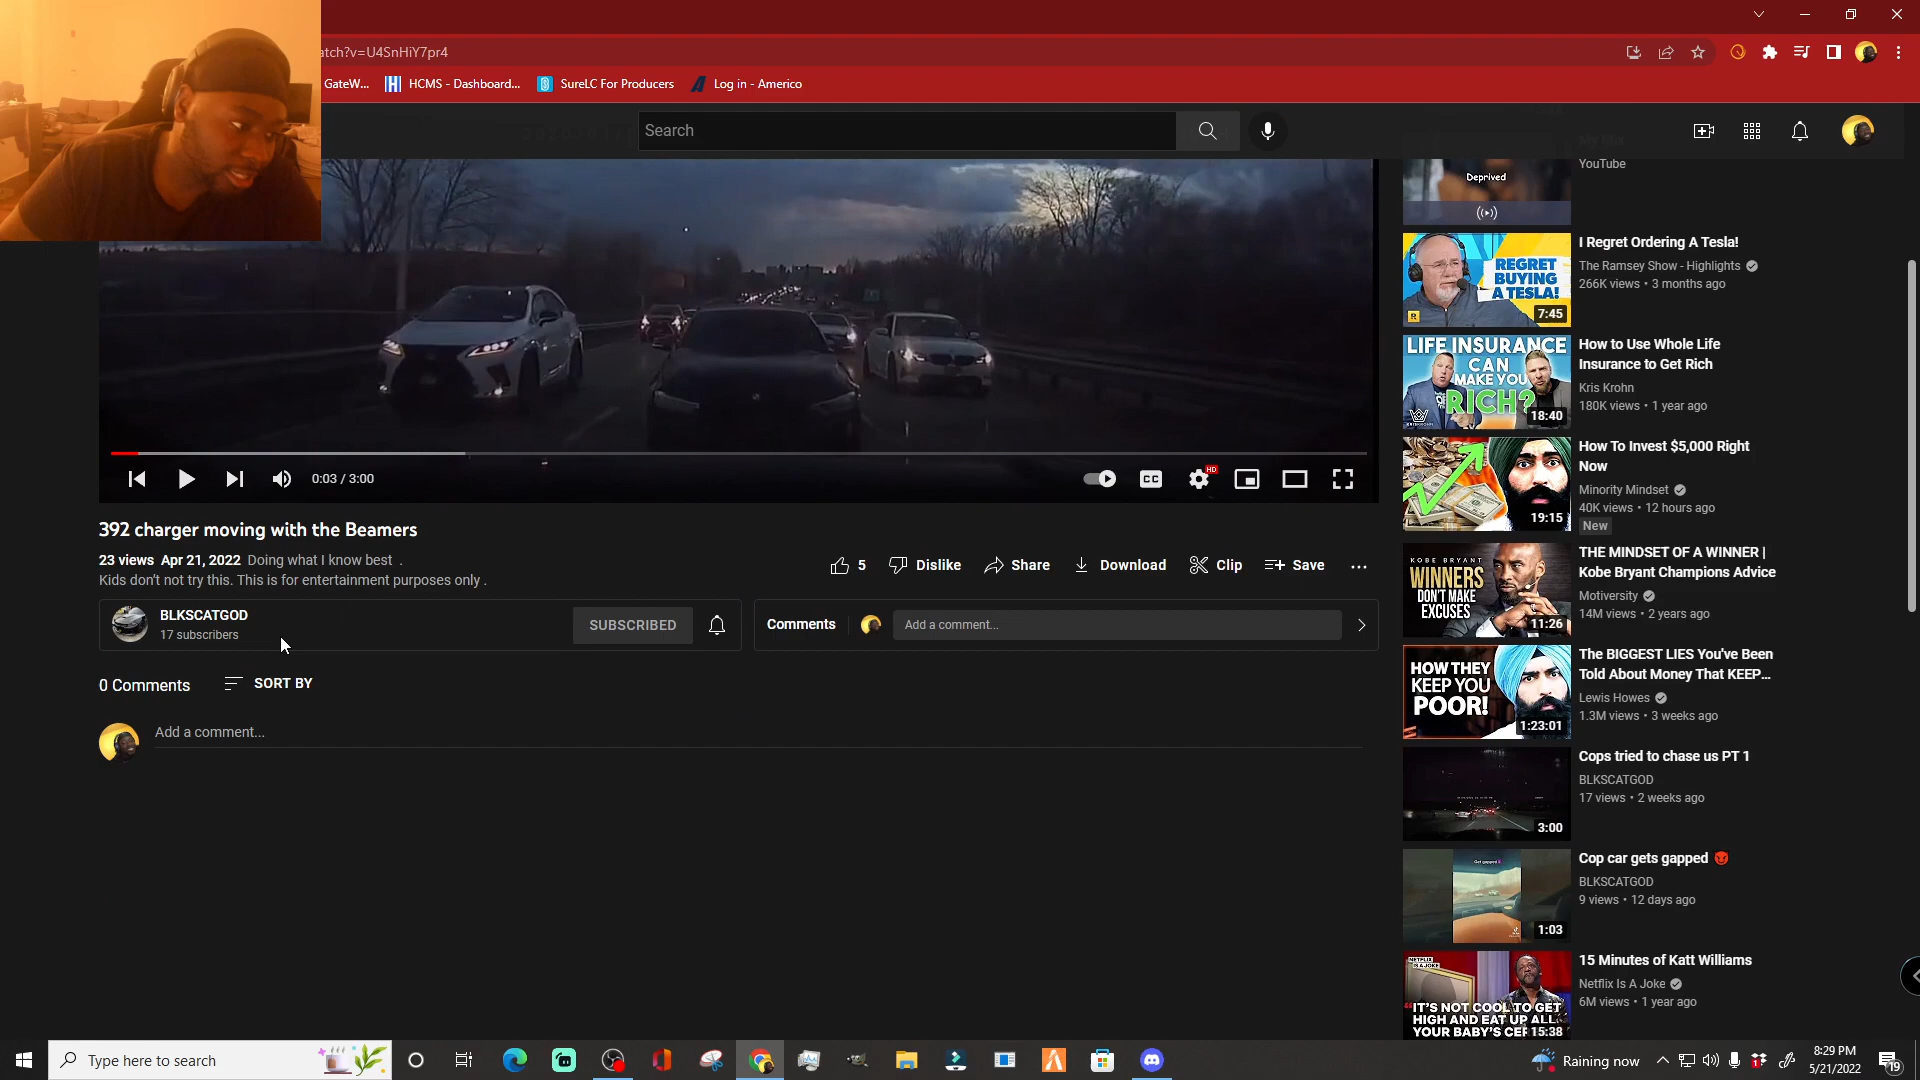 atch?v=U4SnHiY7pr4
GateW... HCMS - Dashboard... SureLC For Producers Log in - Americo
Search
Deprived
YouTube
REGRET
BUYING
A TESLA!
7:45
I Regret Ordering A Tesla!
The Ramsey Show - Highlights
266K views • 3 months ago
LIFE INSURANCE
CAN
MAKE YOU
RICH?
18:40
How to Use Whole Life
Insurance to Get Rich
Kris Krohn
180K views • 1 year ago
19:15
How To Invest $5,000 Right
Now
Minority Mindset
40K views • 12 hours ago
New
0:03 / 3:00
CC
HD
392 charger moving with the Beamers
23 views Apr 21, 2022 Doing what I know best .
Kids don't not try this. This is for entertainment purposes only .
5 Dislike Share Download Clip Save ...
BLKSCATGOD
17 subscribers
SUBSCRIBED
Comments Add a comment...
0 Comments SORT BY
Add a comment...
KOBE BRYANT
WINNERS
DON'T MAKE
EXCUSES
11:26
THE MINDSET OF A WINNER |
Kobe Bryant Champions Advice
Motiversity
14M views • 2 years ago
HOW THEY
KEEP YOU
POOR!
1:23:01
The BIGGEST LIES You've Been
Told About Money That KEEP...
Lewis Howes
1.3M views • 3 weeks ago
3:00
Cops tried to chase us PT 1
BLKSCATGOD
17 views • 2 weeks ago
Get gapped
1:03
Cop car gets gapped
BLKSCATGOD
9 views • 12 days ago
NETFLIX
IS A JOKE
"IT'S NOT COOL TO GET
HIGH AND EAT UP ALL
YOUR BABY'S CER
15:38
15 Minutes of Katt Williams
Netflix Is A Joke
6M views • 1 year ago
Type here to search
Raining now
8:29 PM
5/21/2022
19